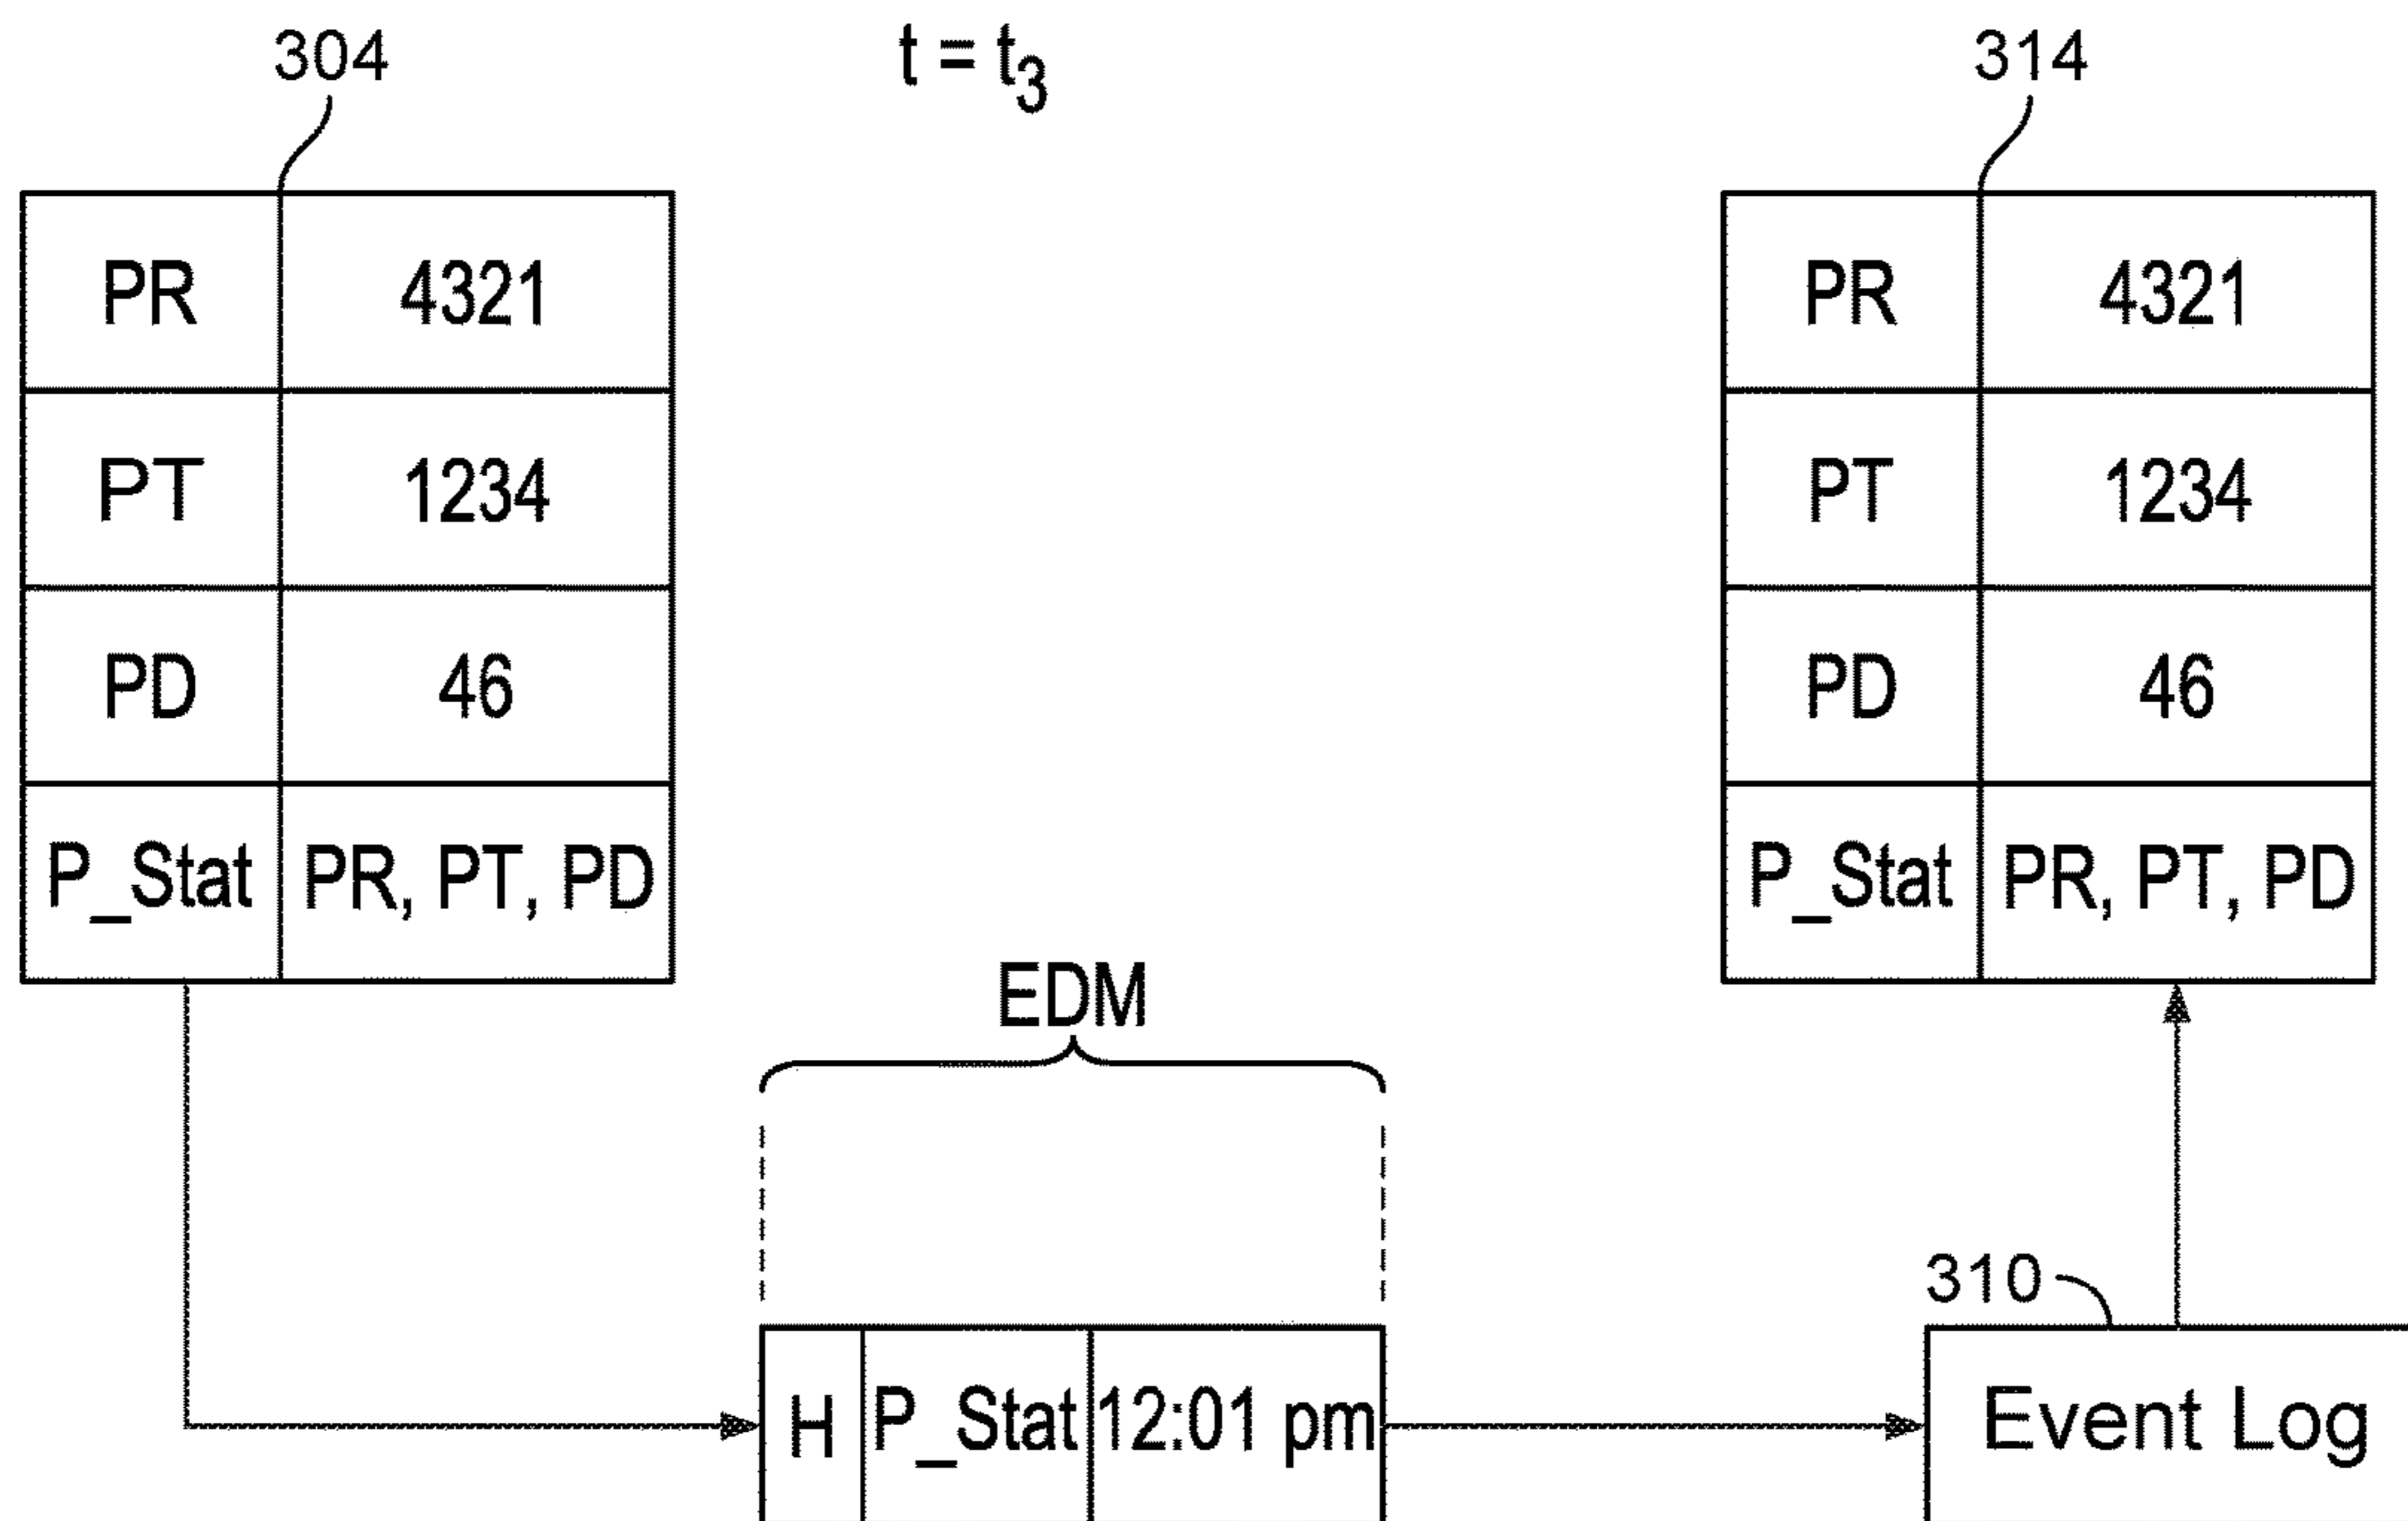 304
t = t3
314
PR 4321
PT 1234
PD 46
P_Stat PR, PT, PD
PR 4321
PT 1234
PD 46
P_Stat PR, PT, PD
EDM
H P_Stat 12:01 pm
310
Event Log